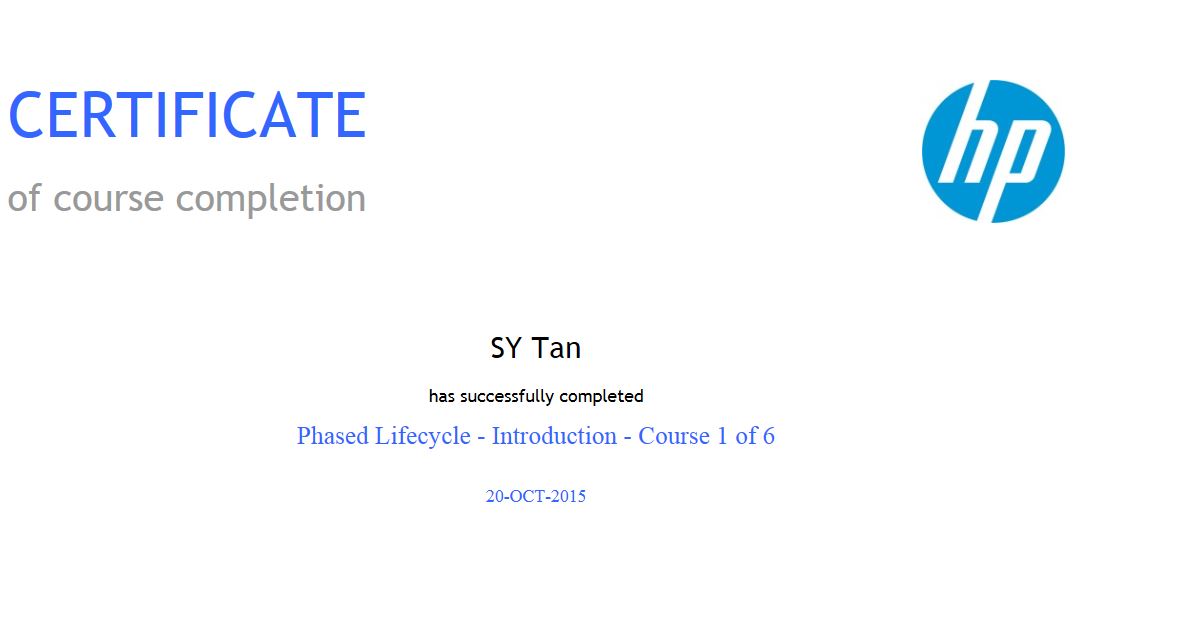 CERTIFICATE
hp
of course completion
SY Tan
has successfully completed
Phased Lifecycle - Introduction - Course 1 of 6
20-OCT-2015